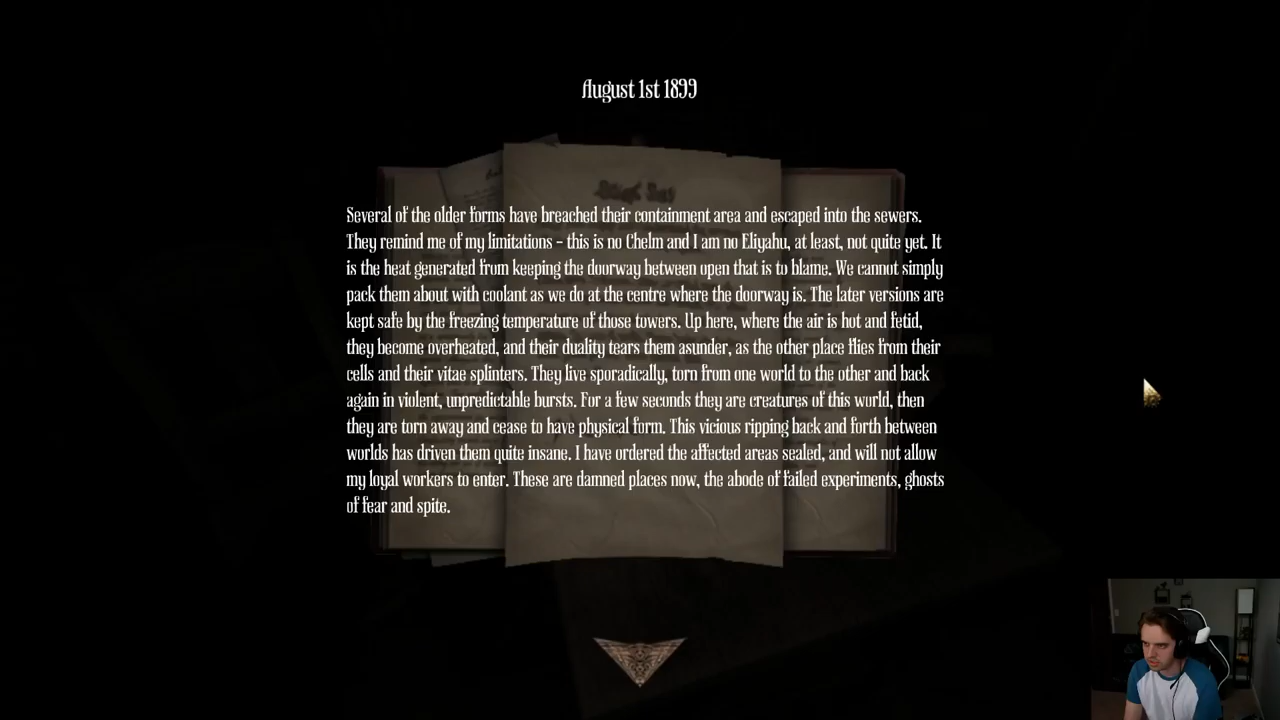 August 1st 1899
Several of the older forms have breached their containment area and escaped into the sewers.
They remind me of my limitations - this is no Chelm and I am no Eliyahu, at least, not quite yet. It
is the heat generated from keeping the doorway between open that is to blame. We cannot simply
pack them about with coolant as we do at the centre where the doorway is. The later versions are
kept safe by the freezing temperature of those towers. Up here, where the air is hot and fetid,
they become overheated, and their duality tears them asunder, as the other place flies from their
cells and their vitae splinters. They live sporadically, torn from one world to the other and back
again in violent, unpredictable bursts. For a few seconds they are creatures of this world, then
they are torn away and cease to have physical form. This vicious ripping back and forth between
worlds has driven them quite insane. I have ordered the affected areas sealed, and will not allow
my loyal workers to enter. These are damned places now, the abode of failed experiments, ghosts
of fear and spite.